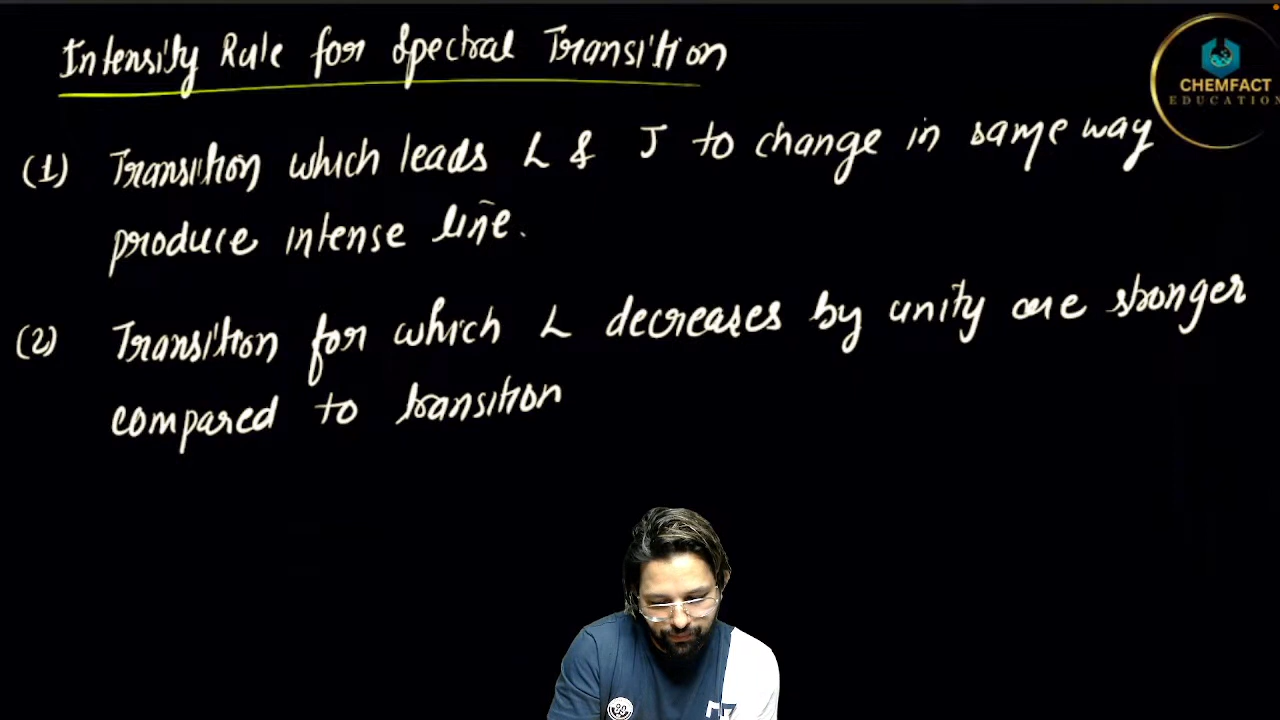 Intensity Rule for Spectral Transition
CHEMFACT
EDUCATION
(1) Transition which leads L & J to change in same way
produce intense line.
(2) Transition for which L decreases by unity are stronger
compared to transition